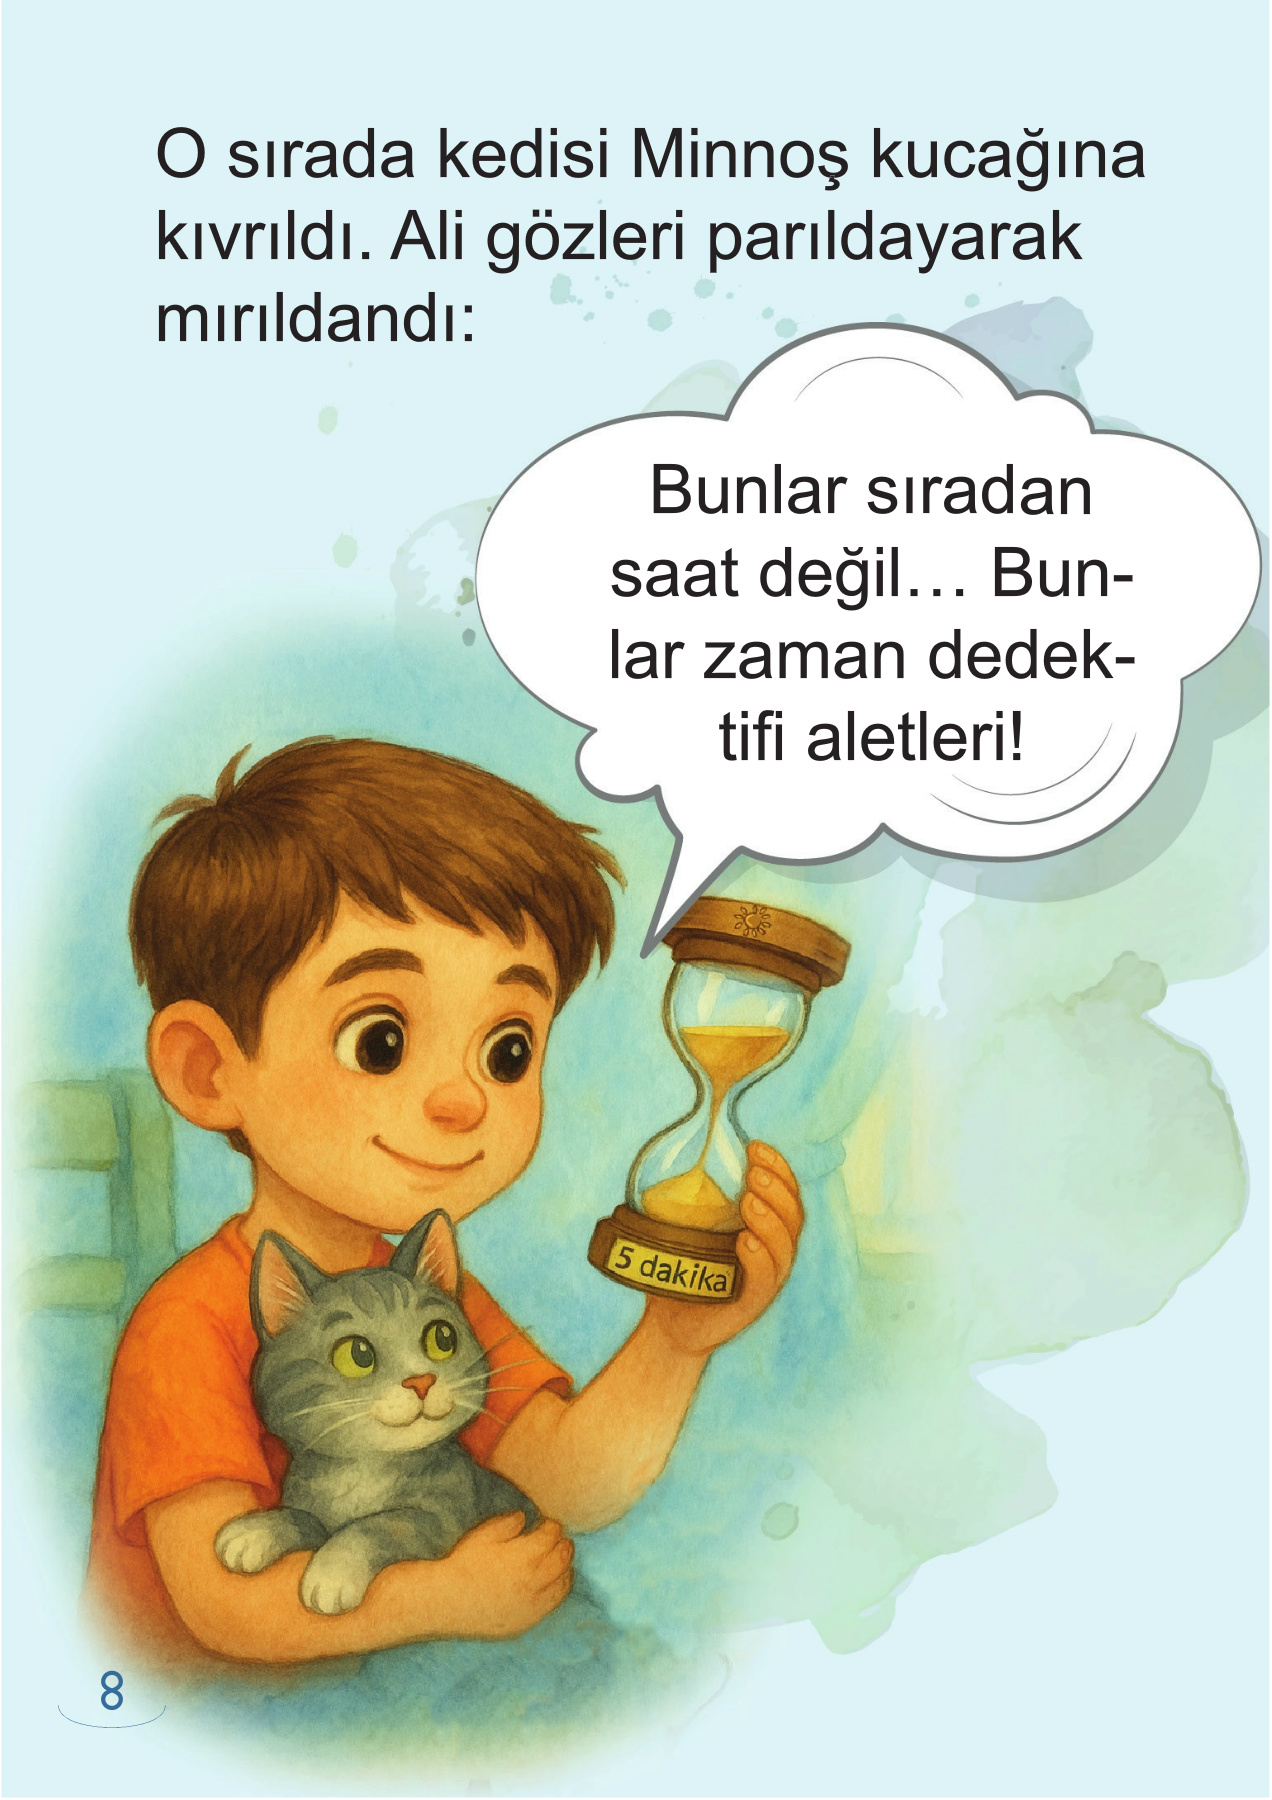 O sırada kedisi Minnoş kucağına
kıvrıldı. Ali gözleri parıldayarak
mırıldandı:
Bunlar sıradan
saat değil… Bun-
lar zaman dedek-
tifi aletleri!
5 dakika
8